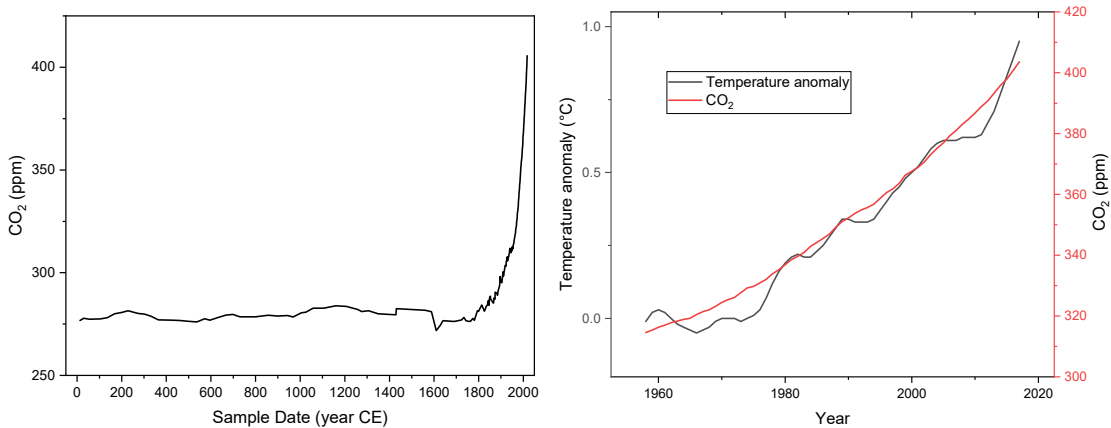 400
350
300
250
CO₂ (ppm)
0 200 400 600 800 1000 1200 1400 1600 1800 2000
Sample Date (year CE)
1.0
0.5
0.0
Temperature anomaly (°C)
Temperature anomaly
CO₂
420
400
380
360
340
320
300
CO₂ (ppm)
1960 1980 2000 2020
Year